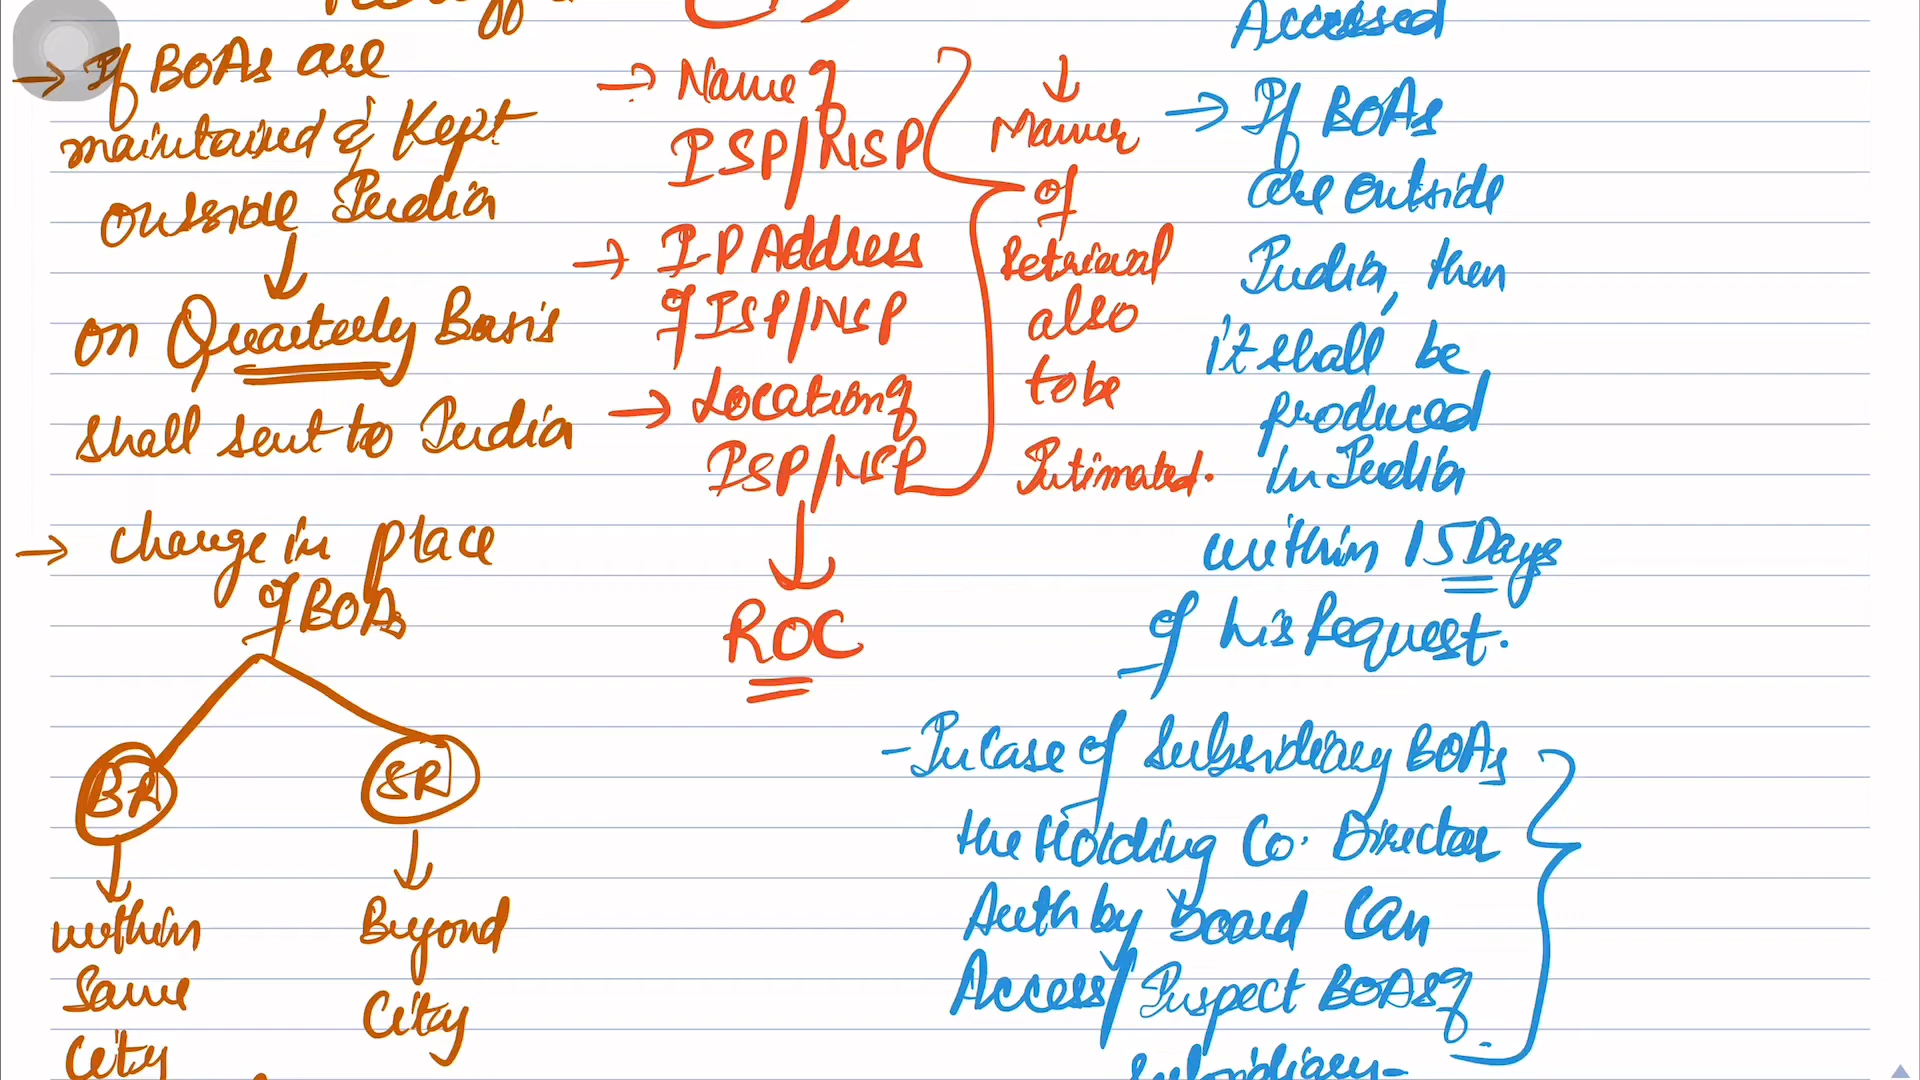 → If BOAs are
maintained & Kept
outside India
↓
on Quarterly Basis
shall sent to India
→ change in place
of BOAs
BR
SR
↓
↓
within
Same
City
Beyond
City
→ Name of
ISP/NSP
→ I.P Address
of ISP/NSP
→ Location of
ISP/NSP
↓
ROC
↓
Manner
of
Retrieval
also
to be
Intimated.
Accessed
→ If BOAs
are outside
India, then
it shall be
produced
in India
within 15 Days
of his Request.
- In Case of Subsidiary BOAs
the Holding Co. Director
Auth by Board Can
Access/Inspect BOAs of
Subsidiary-